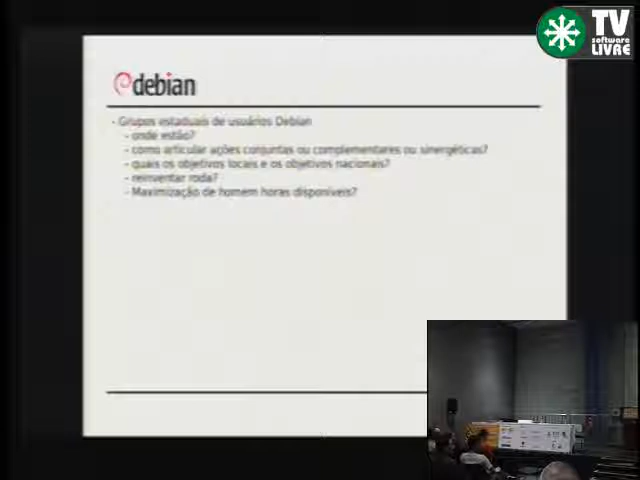 TV
software
LIVRE
debian
- Grupos estaduais de usuários Debian
- onde estão?
- como articular ações conjuntas ou complementares ou sinergéticas?
- quais os objetivos locais e os objetivos nacionais?
- reinventar roda?
- Maximização de homem horas disponíveis?